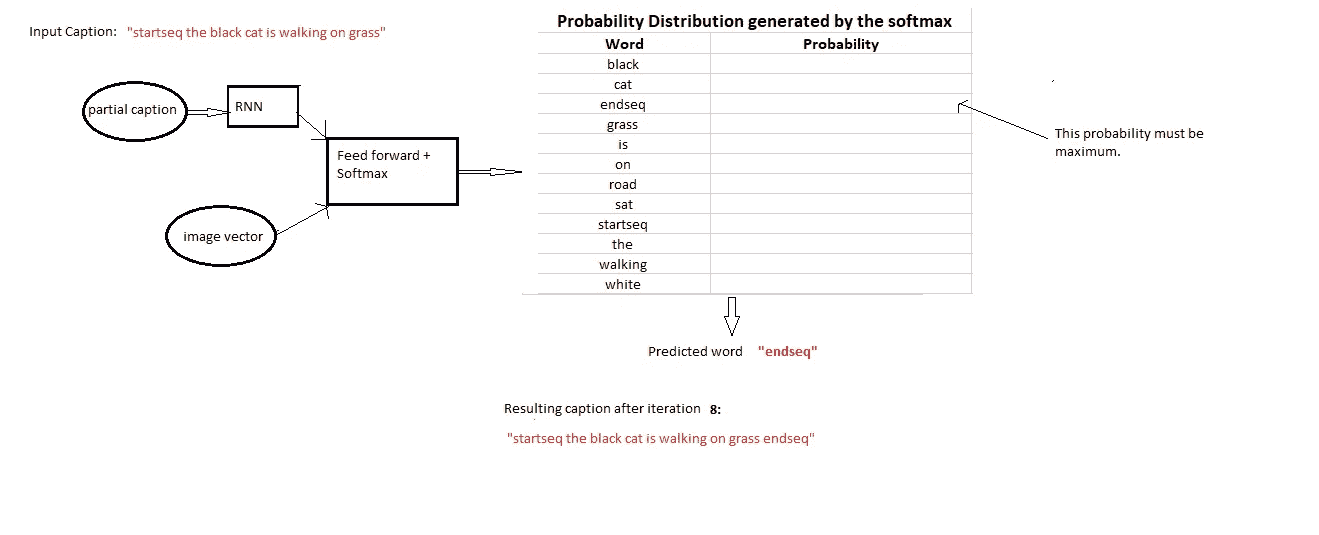 Input Caption: "startseq the black cat is walking on grass"
partial caption
RNN
Feed forward +
Softmax
image vector
Probability Distribution generated by the softmax
Word Probability
black
cat
endseq
grass
is
on
road
sat
startseq
the
walking
white
This probability must be
maximum.
Predicted word "endseq"
Resulting caption after iteration 8:
"startseq the black cat is walking on grass endseq"